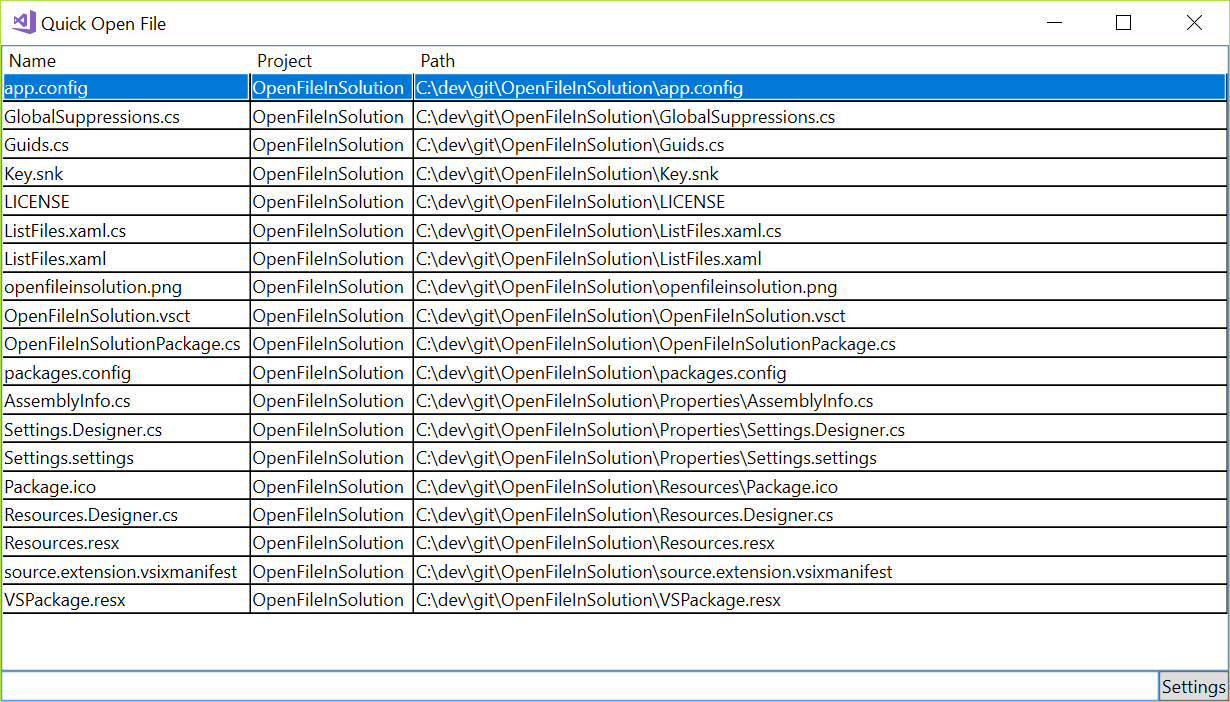 Quick Open File
Name Project Path
app.config OpenFileInSolution C:\dev\git\OpenFileInSolution\app.config
GlobalSuppressions.cs OpenFileInSolution C:\dev\git\OpenFileInSolution\GlobalSuppressions.cs
Guids.cs OpenFileInSolution C:\dev\git\OpenFileInSolution\Guids.cs
Key.snk OpenFileInSolution C:\dev\git\OpenFileInSolution\Key.snk
LICENSE OpenFileInSolution C:\dev\git\OpenFileInSolution\LICENSE
ListFiles.xaml.cs OpenFileInSolution C:\dev\git\OpenFileInSolution\ListFiles.xaml.cs
ListFiles.xaml OpenFileInSolution C:\dev\git\OpenFileInSolution\ListFiles.xaml
openfileinsolution.png OpenFileInSolution C:\dev\git\OpenFileInSolution\openfileinsolution.png
OpenFileInSolution.vsct OpenFileInSolution C:\dev\git\OpenFileInSolution\OpenFileInSolution.vsct
OpenFileInSolutionPackage.cs OpenFileInSolution C:\dev\git\OpenFileInSolution\OpenFileInSolutionPackage.cs
packages.config OpenFileInSolution C:\dev\git\OpenFileInSolution\packages.config
AssemblyInfo.cs OpenFileInSolution C:\dev\git\OpenFileInSolution\Properties\AssemblyInfo.cs
Settings.Designer.cs OpenFileInSolution C:\dev\git\OpenFileInSolution\Properties\Settings.Designer.cs
Settings.settings OpenFileInSolution C:\dev\git\OpenFileInSolution\Properties\Settings.settings
Package.ico OpenFileInSolution C:\dev\git\OpenFileInSolution\Resources\Package.ico
Resources.Designer.cs OpenFileInSolution C:\dev\git\OpenFileInSolution\Resources.Designer.cs
Resources.resx OpenFileInSolution C:\dev\git\OpenFileInSolution\Resources.resx
source.extension.vsixmanifest OpenFileInSolution C:\dev\git\OpenFileInSolution\source.extension.vsixmanifest
VSPackage.resx OpenFileInSolution C:\dev\git\OpenFileInSolution\VSPackage.resx
Settings